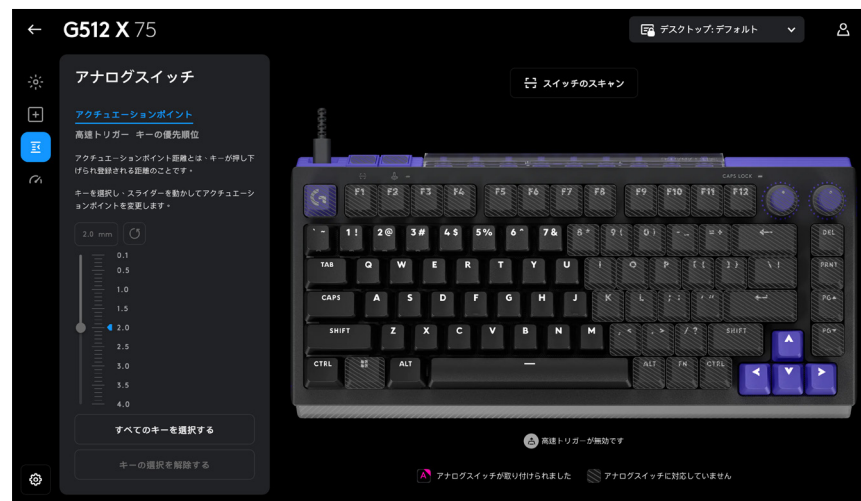 G512 X 75
デスクトップ: デフォルト
アナログスイッチ
アクチュエーションポイント
高速トリガー キーの優先順位
アクチュエーションポイント距離とは、キーが押し下
げられ登録される距離のことです。
キーを選択し、スライダーを動かしてアクチュエーシ
ョンポイントを変更します。
2.0 mm
0.1
0.5
1.0
1.5
2.0
2.5
3.0
3.5
4.0
すべてのキーを選択する
キーの選択を解除する
スイッチのスキャン
CAPS LOCK
F1 F2 F3 F4 F5 F6 F7 F8 F9 F10 F11 F12
` ~ 1! 2@ 3# 4$ 5% 6^ 7& 8* 9( 0) - _ = + DEL
TAB Q W E R T Y U I O P [ { ] } \ | PRNT
CAPS A S D F G H J K L ; : ' " PG▲
SHIFT Z X C V B N M , < . > / ? SHIFT PG▼
CTRL ALT ALT FN CTRL
高速トリガーが無効です
アナログスイッチが取り付けられました
アナログスイッチに対応していません